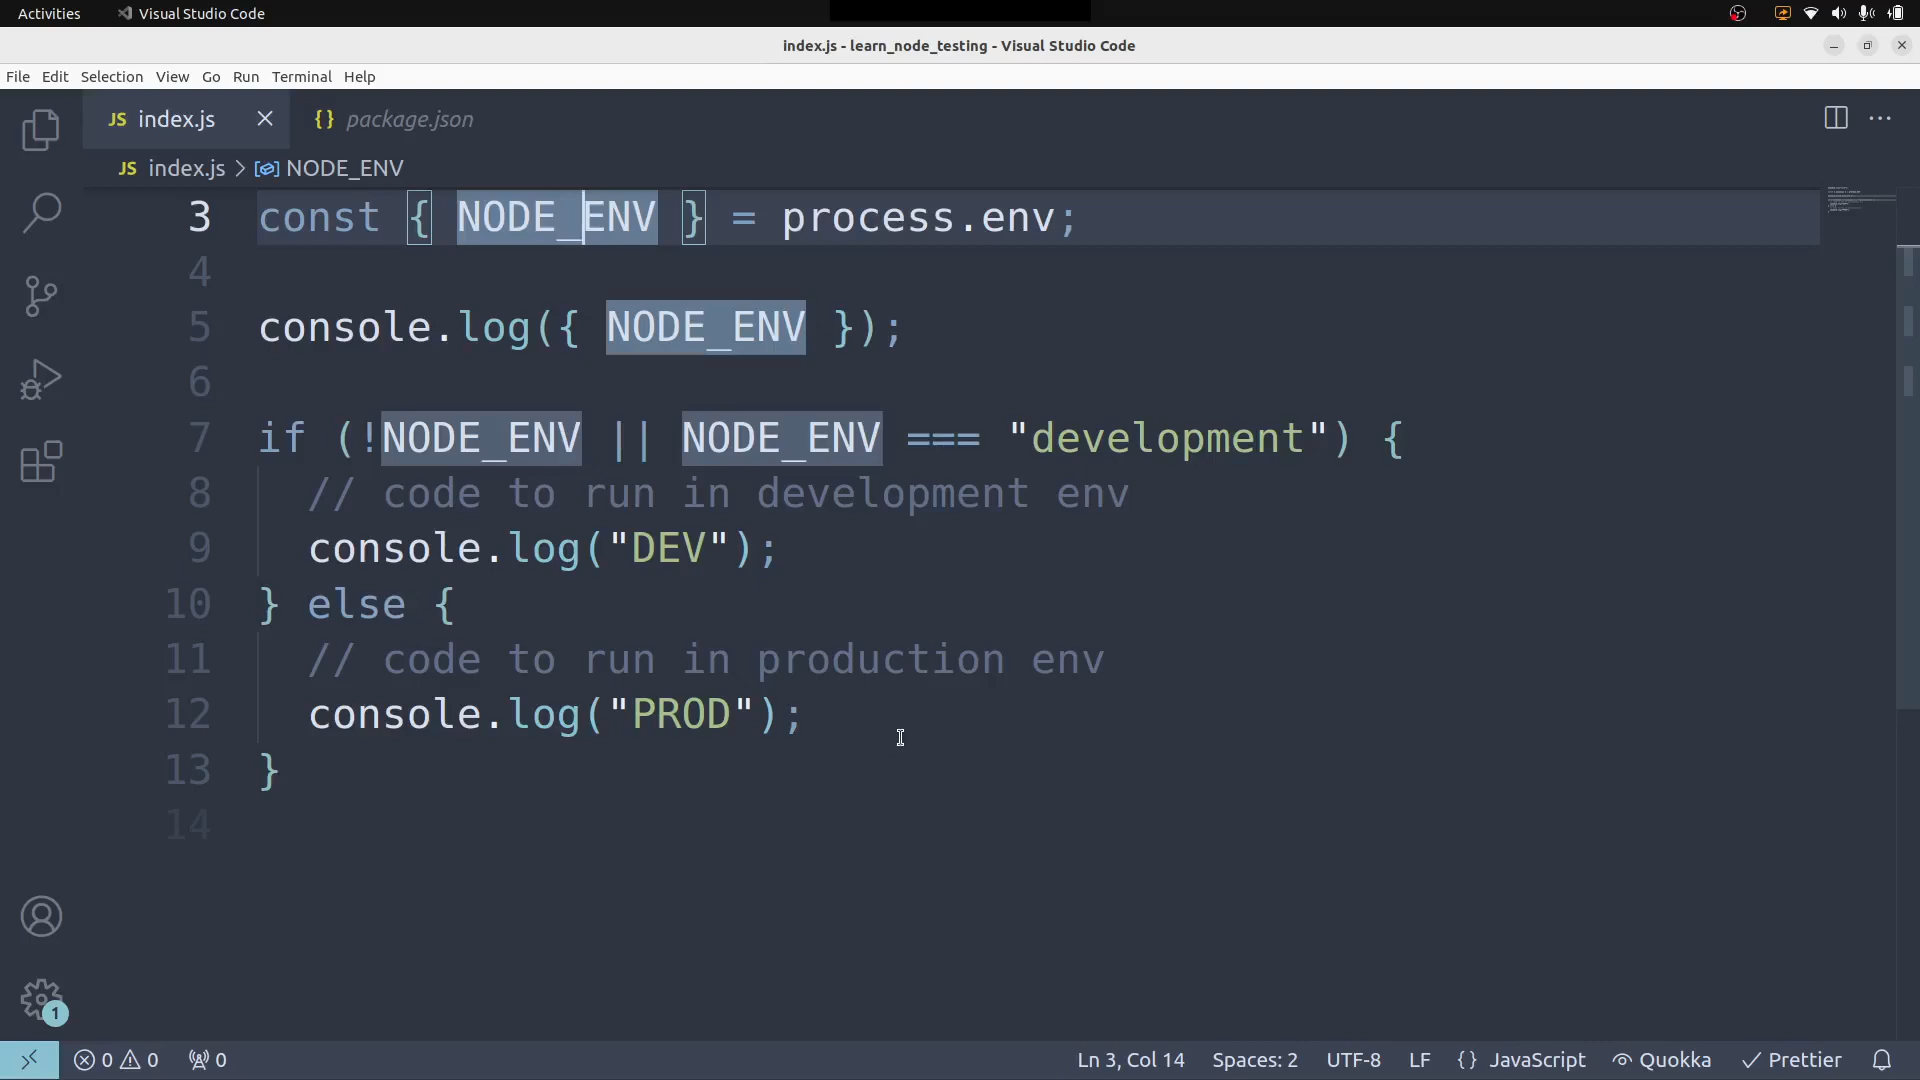 Activities Visual Studio Code
index.js - learn_node_testing - Visual Studio Code
File Edit Selection View Go Run Terminal Help
JS index.js {} package.json
JS index.js > NODE_ENV
3 const { NODE_ENV } = process.env;
4
5 console.log({ NODE_ENV });
6
7 if (!NODE_ENV || NODE_ENV === "development") {
8 // code to run in development env
9 console.log("DEV");
10 } else {
11 // code to run in production env
12 console.log("PROD");
13 }
14
1
0 0 0 Ln 3, Col 14 Spaces: 2 UTF-8 LF {} JavaScript Quokka Prettier